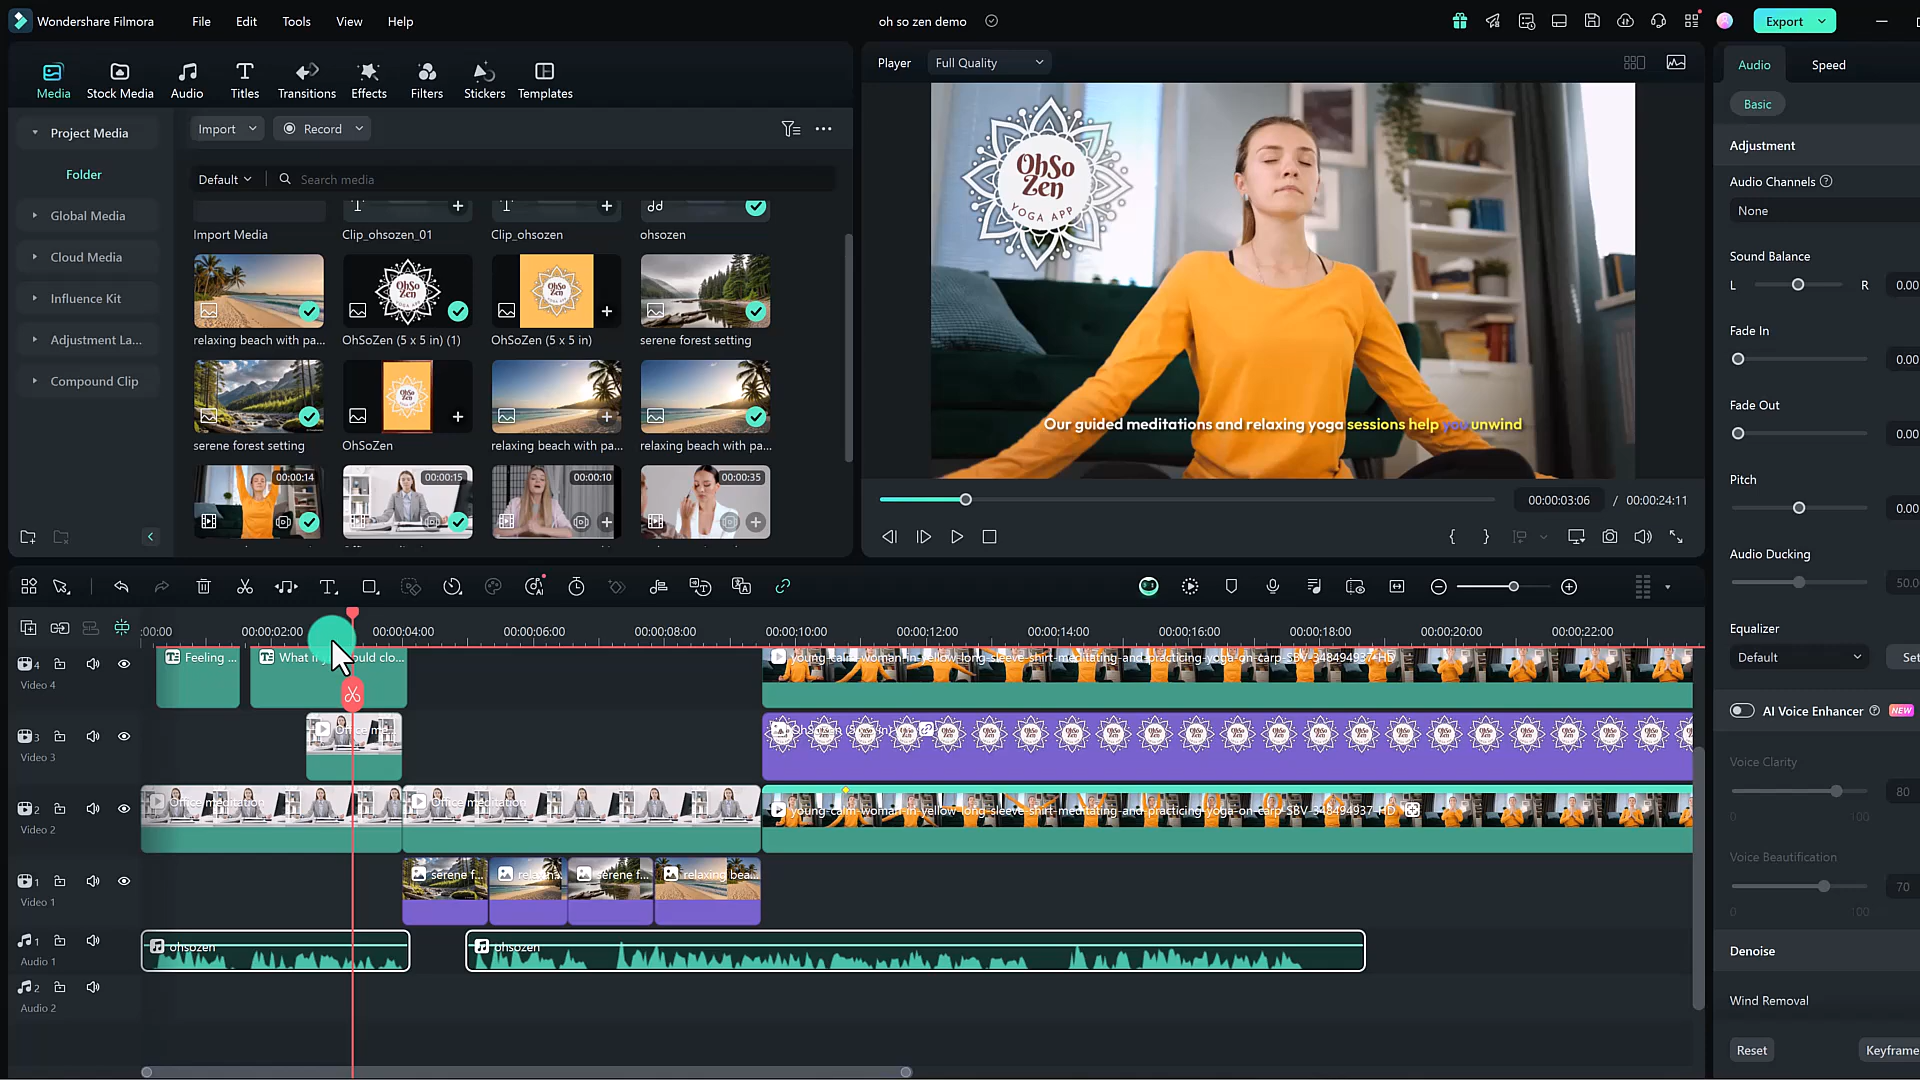 Wondershare Filmora File Edit Tools View Help oh so zen demo Export
Media Stock Media Audio Titles Transitions Effects Filters Stickers Templates
Project Media
Folder
Global Media
Cloud Media
Influence Kit
Adjustment La...
Compound Clip
Import Record
Default Search media
Import Media Clip_ohsozen_01 Clip_ohsozen ohsozen
relaxing beach with pa... OhSoZen (5 x 5 in) (1) OhSoZen (5 x 5 in) serene forest setting
serene forest setting OhSoZen relaxing beach with pa... relaxing beach with pa...
00:00:14 00:00:15 00:00:10 00:00:35
Player Full Quality
OhSo
Zen
YOGA APP
Our guided meditations and relaxing yoga sessions help you unwind
00:00:03:06 / 00:00:24:11
Audio Speed
Basic
Adjustment
Audio Channels
None
Sound Balance
L R 0.00
Fade In
0.00
Fade Out
0.00
Pitch
0.00
Audio Ducking
50.0
Equalizer
Default Set
AI Voice Enhancer NEW
Voice Clarity
80
0 100
Voice Beautification
70
0 100
Denoise
Wind Removal
Reset Keyframe
:00:00 00:00:02:00 00:00:04:00 00:00:06:00 00:00:08:00 00:00:10:00 00:00:12:00 00:00:14:00 00:00:16:00 00:00:18:00 00:00:20:00 00:00:22:00
4 Feeling ... What if ould clo... young-calm-woman-in-yellow-long-sleeve-shirt-meditating-and-practicing-yoga-on-carp-SBV-348494937-HD
Video 4
3 Office me... OhSoZen (5 x 5 in)
Video 3
2 Office meditation Office meditation young-calm-woman-in-yellow-long-sleeve-shirt-meditating-and-practicing-yoga-on-carp-SBV-348494937-HD
Video 2
1 serene f... relaxin... serene f... relaxing bea...
Video 1
1 ohsozen ohsozen
Audio 1
2
Audio 2